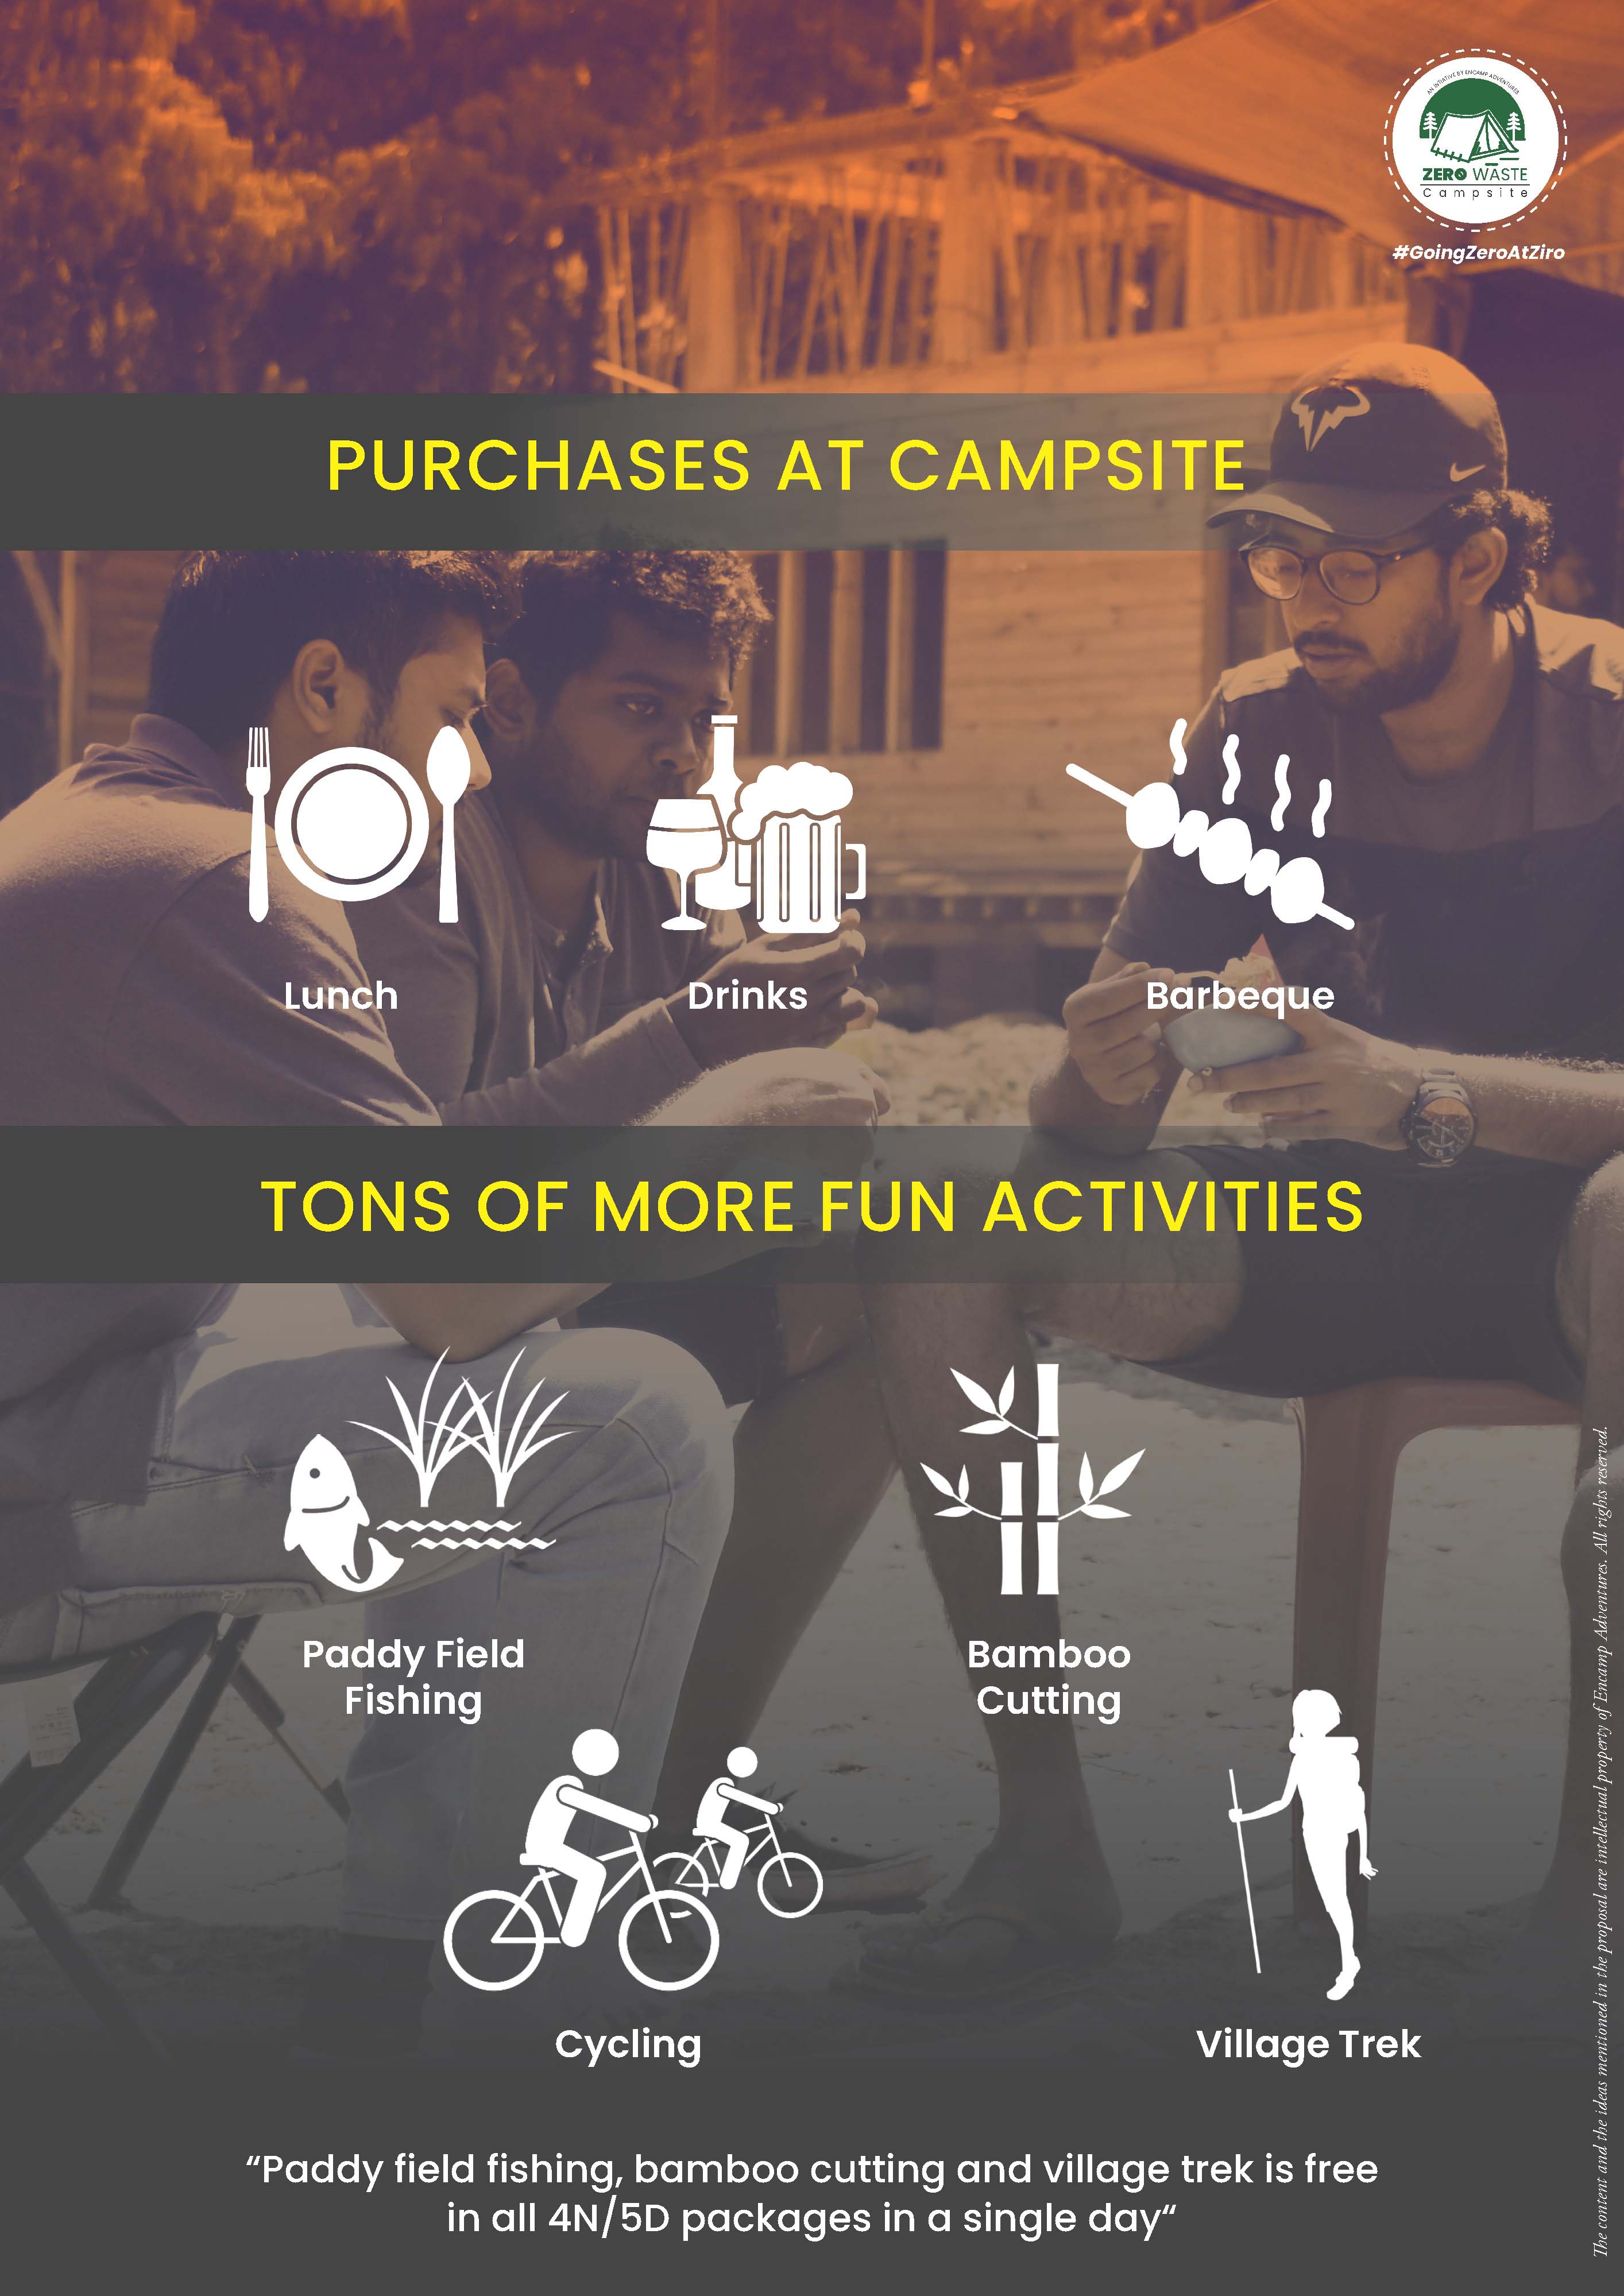 AN INTIATIVE BY ENCAMP ADVENTURES
ZERO WASTE
Campsite
#GoingZeroAtZiro
PURCHASES AT CAMPSITE
Lunch
Drinks
Barbeque
TONS OF MORE FUN ACTIVITIES
Paddy Field
Fishing
Bamboo
Cutting
Cycling
Village Trek
“Paddy field fishing, bamboo cutting and village trek is free
in all 4N/5D packages in a single day“
The content and the ideas mentioned in the proposal are intellectual property of Encamp Adventures. All rights reserved.